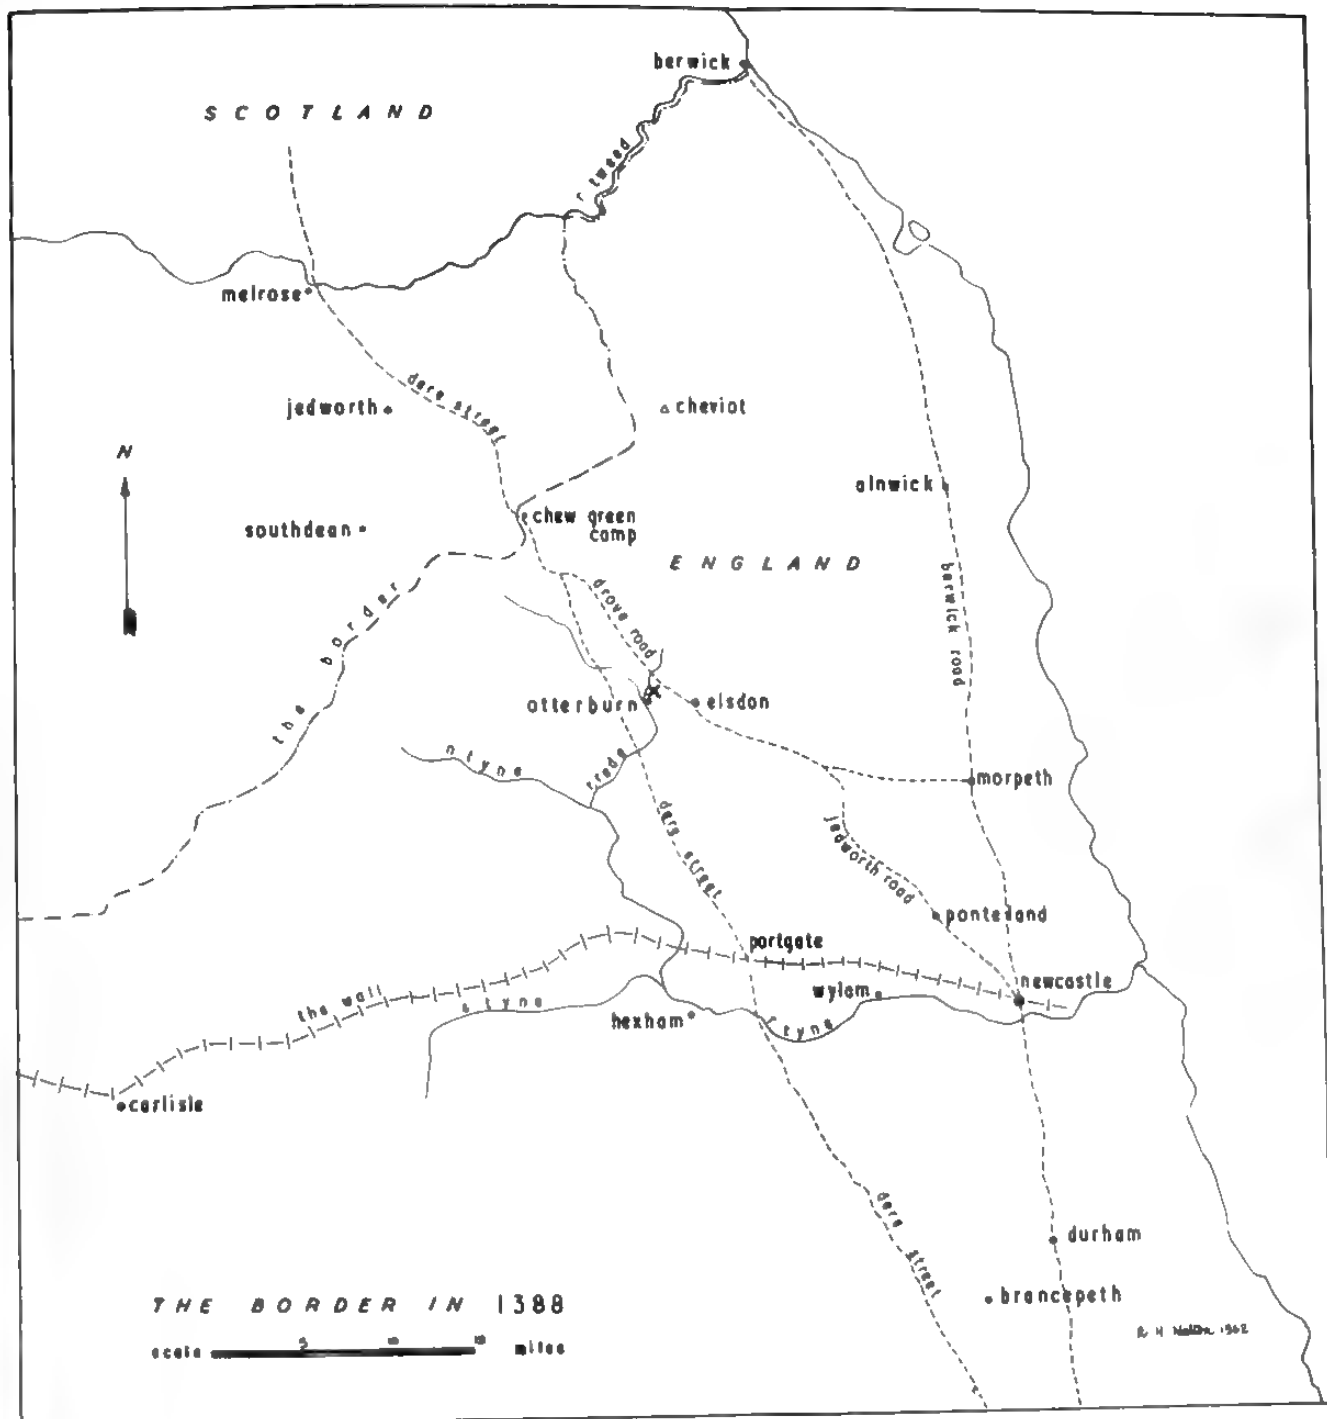 berwick
SCOTLAND
r tweed
melrose
dere street
jedworth
cheviot
N
alnwick
southdean
chew green
camp
ENGLAND
the border
drove road
berwick road
otterburn
elsdon
n tyne
r rede
morpeth
dere street
jedworth road
ponteland
portgate
the wall
s tyne
wylam
newcastle
hexham
r tyne
carlisle
dere street
durham
brancepeth
THE BORDER IN 1388
5
scale
miles
1962